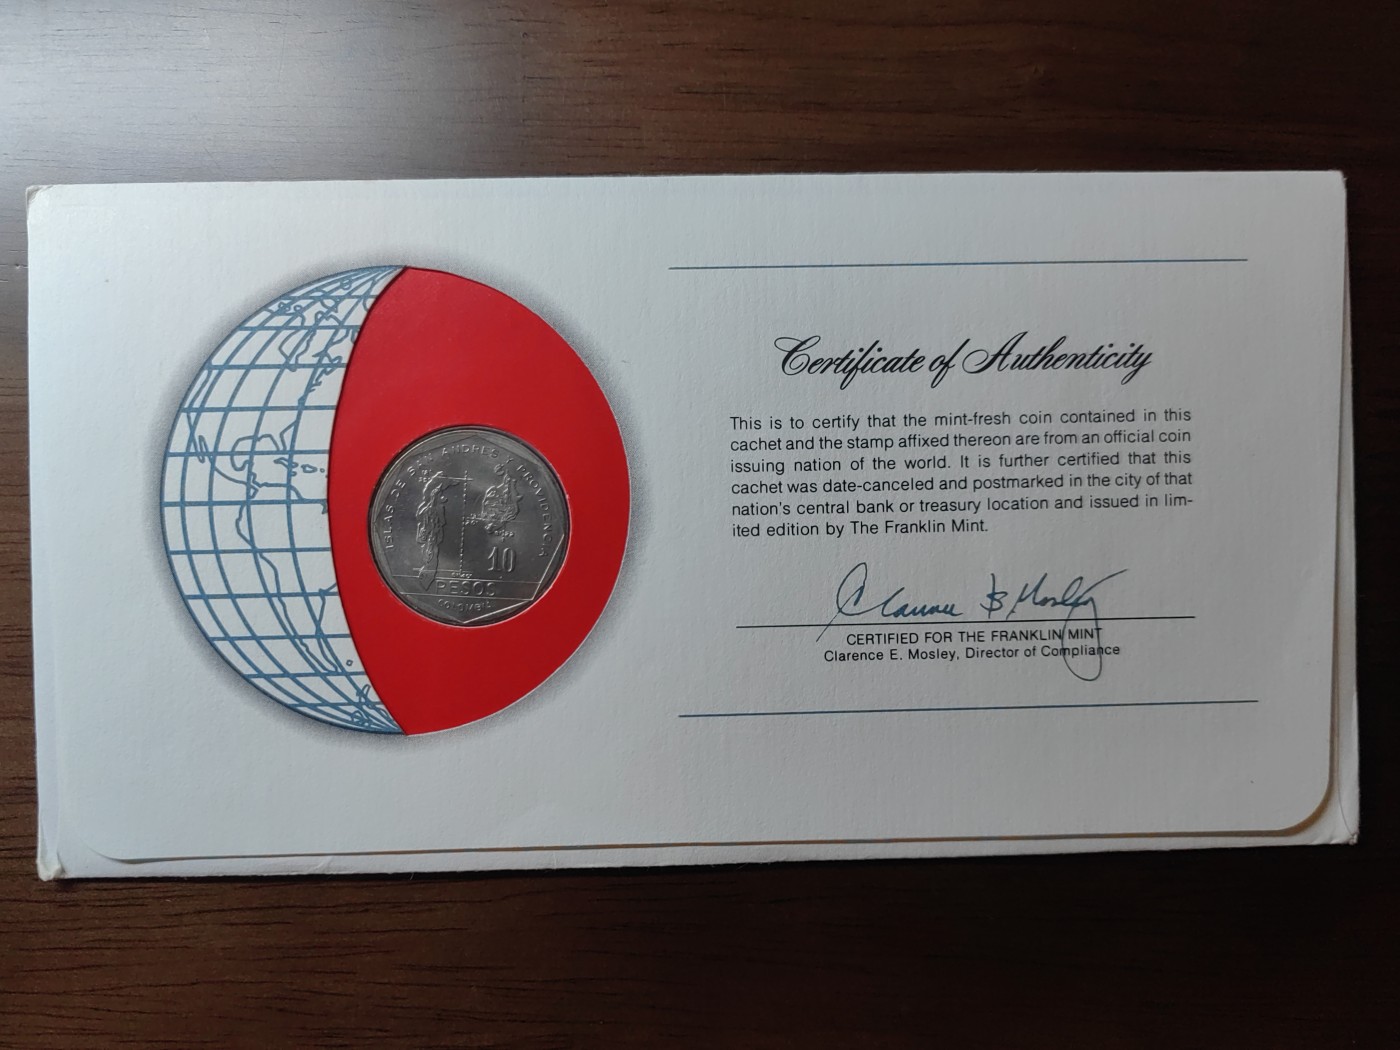 ISLAS DE SAN ANDRES Y PROVIDENCIA
10
PESOS
COLOMBIA
Certificate of Authenticity
This is to certify that the mint-fresh coin contained in this
cachet and the stamp affixed thereon are from an official coin
issuing nation of the world. It is further certified that this
cachet was date-canceled and postmarked in the city of that
nation's central bank or treasury location and issued in lim-
ited edition by The Franklin Mint.
Clarence E Mosley
CERTIFIED FOR THE FRANKLIN MINT
Clarence E. Mosley, Director of Compliance